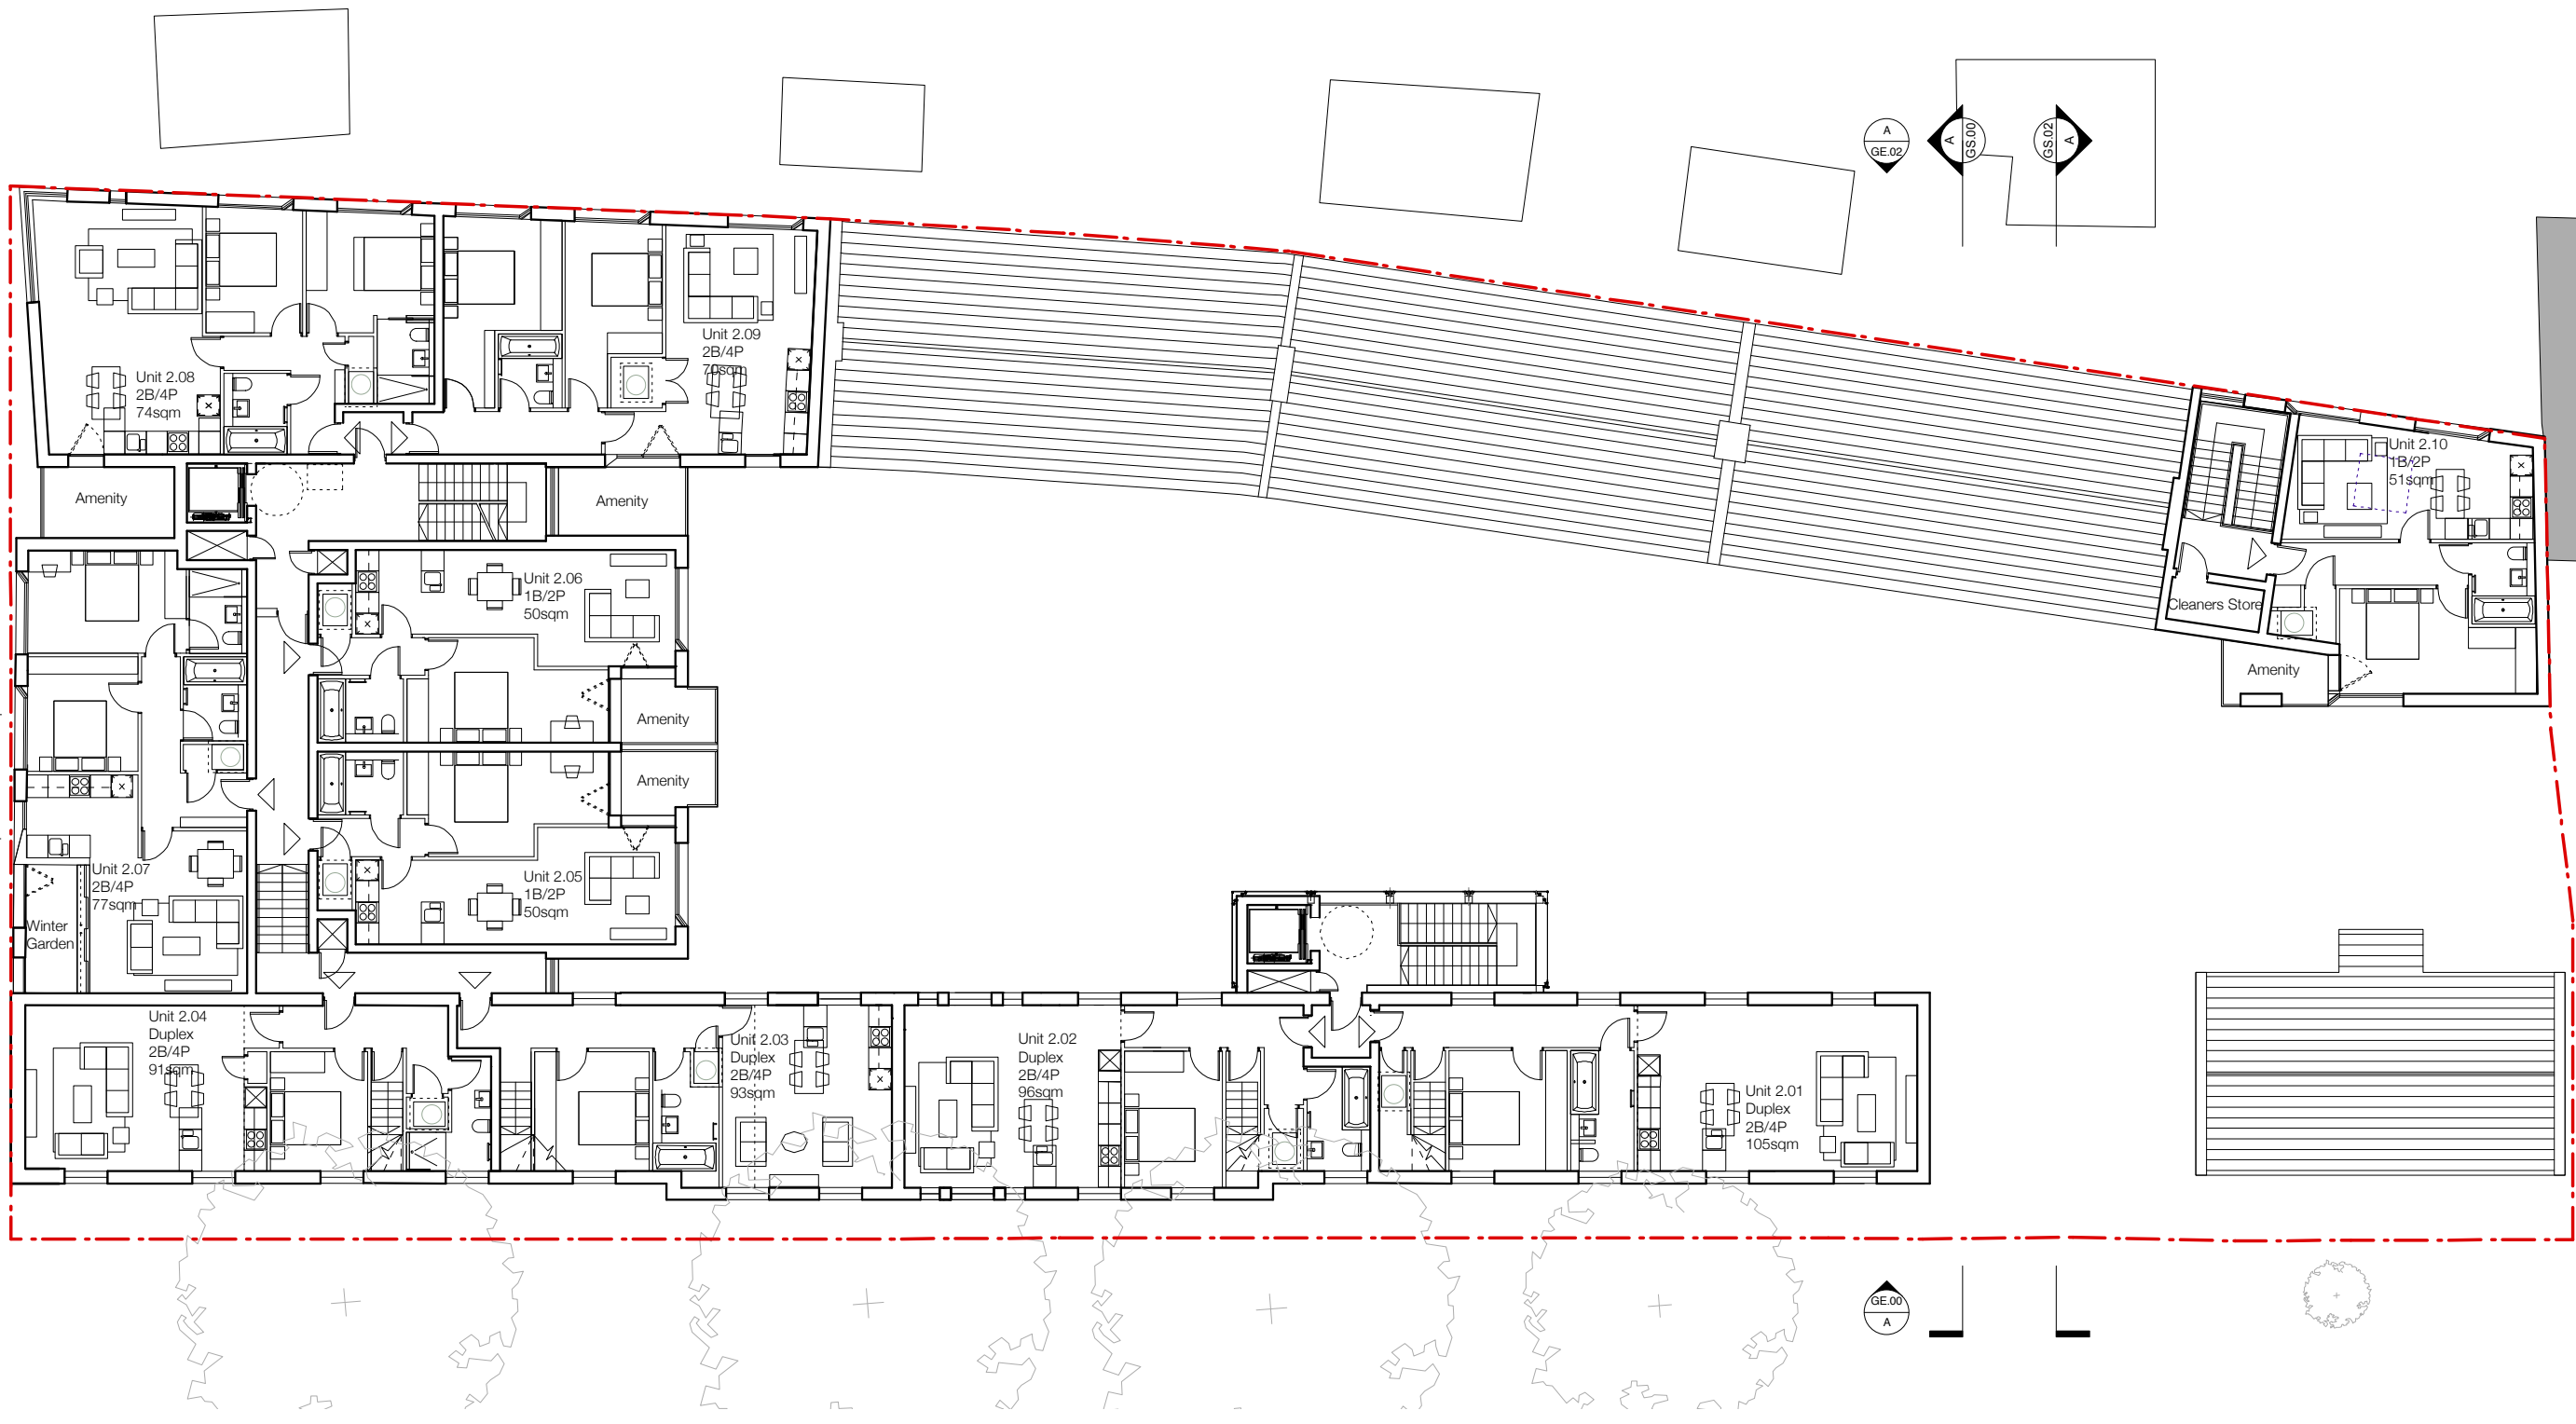 A
GE.02
A
GS.00
GS.02
A
Unit 2.09
2B/4P
70sqm
Unit 2.08
2B/4P
74sqm
Unit 2.10
1B/2P
51sqm
Amenity
Amenity
Unit 2.06
1B/2P
50sqm
Cleaners Store
Amenity
Amenity
Amenity
Unit 2.07
2B/4P
77sqm
Unit 2.05
1B/2P
50sqm
Winter
Garden
Unit 2.04
Duplex
2B/4P
91sqm
Unit 2.03
Duplex
2B/4P
93sqm
Unit 2.02
Duplex
2B/4P
96sqm
Unit 2.01
Duplex
2B/4P
105sqm
GE.00
A